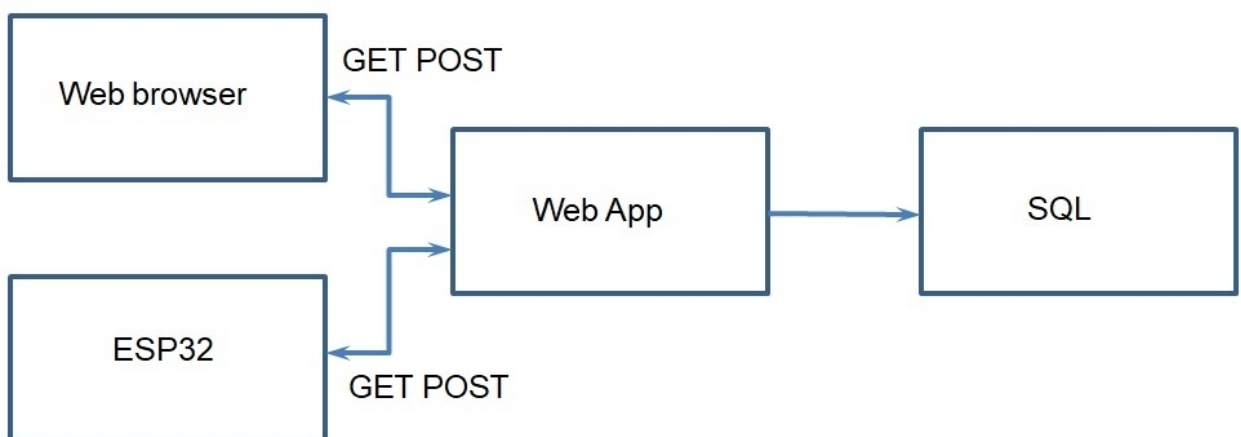 GET POST
Web browser
Web App
SQL
ESP32
GET POST